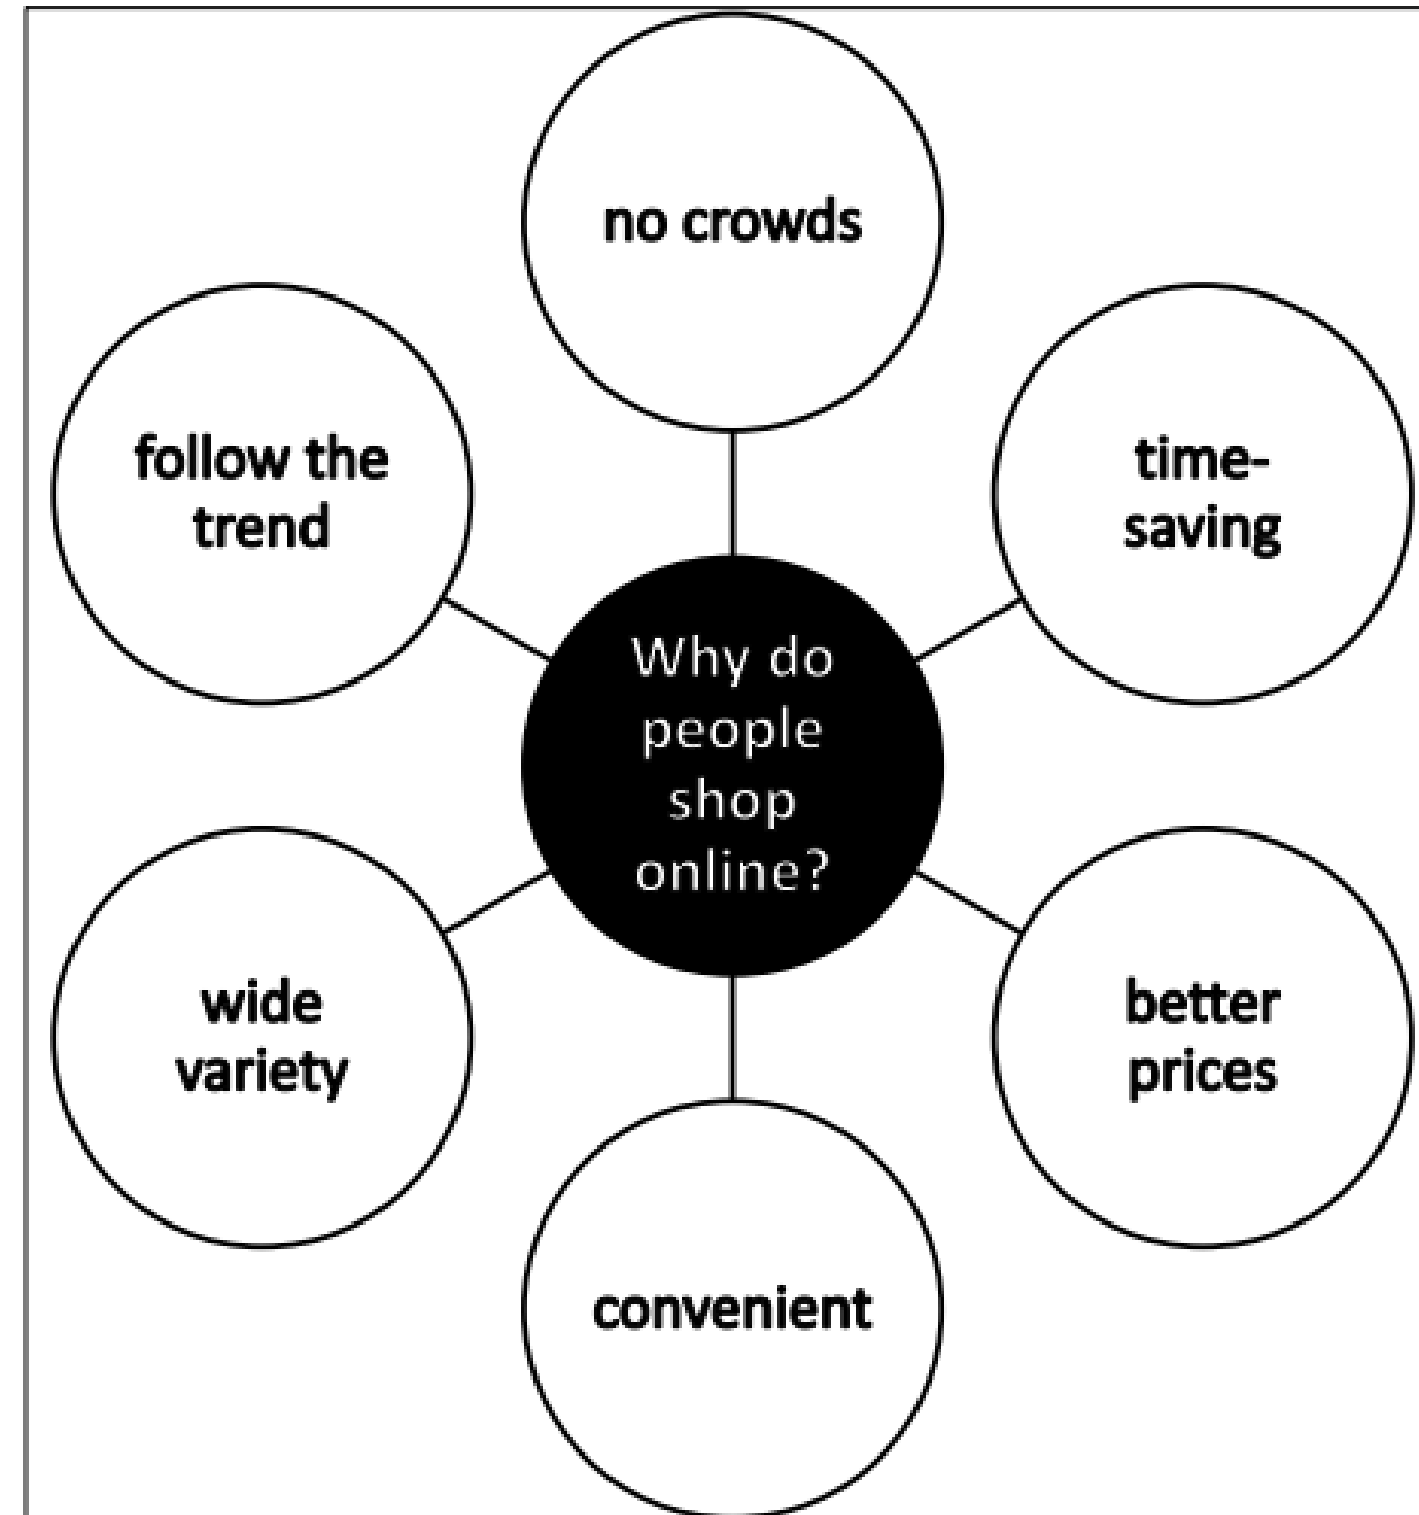 no crowds
follow the
trend
time-
saving
Why do
people
shop
online?
wide
variety
better
prices
convenient